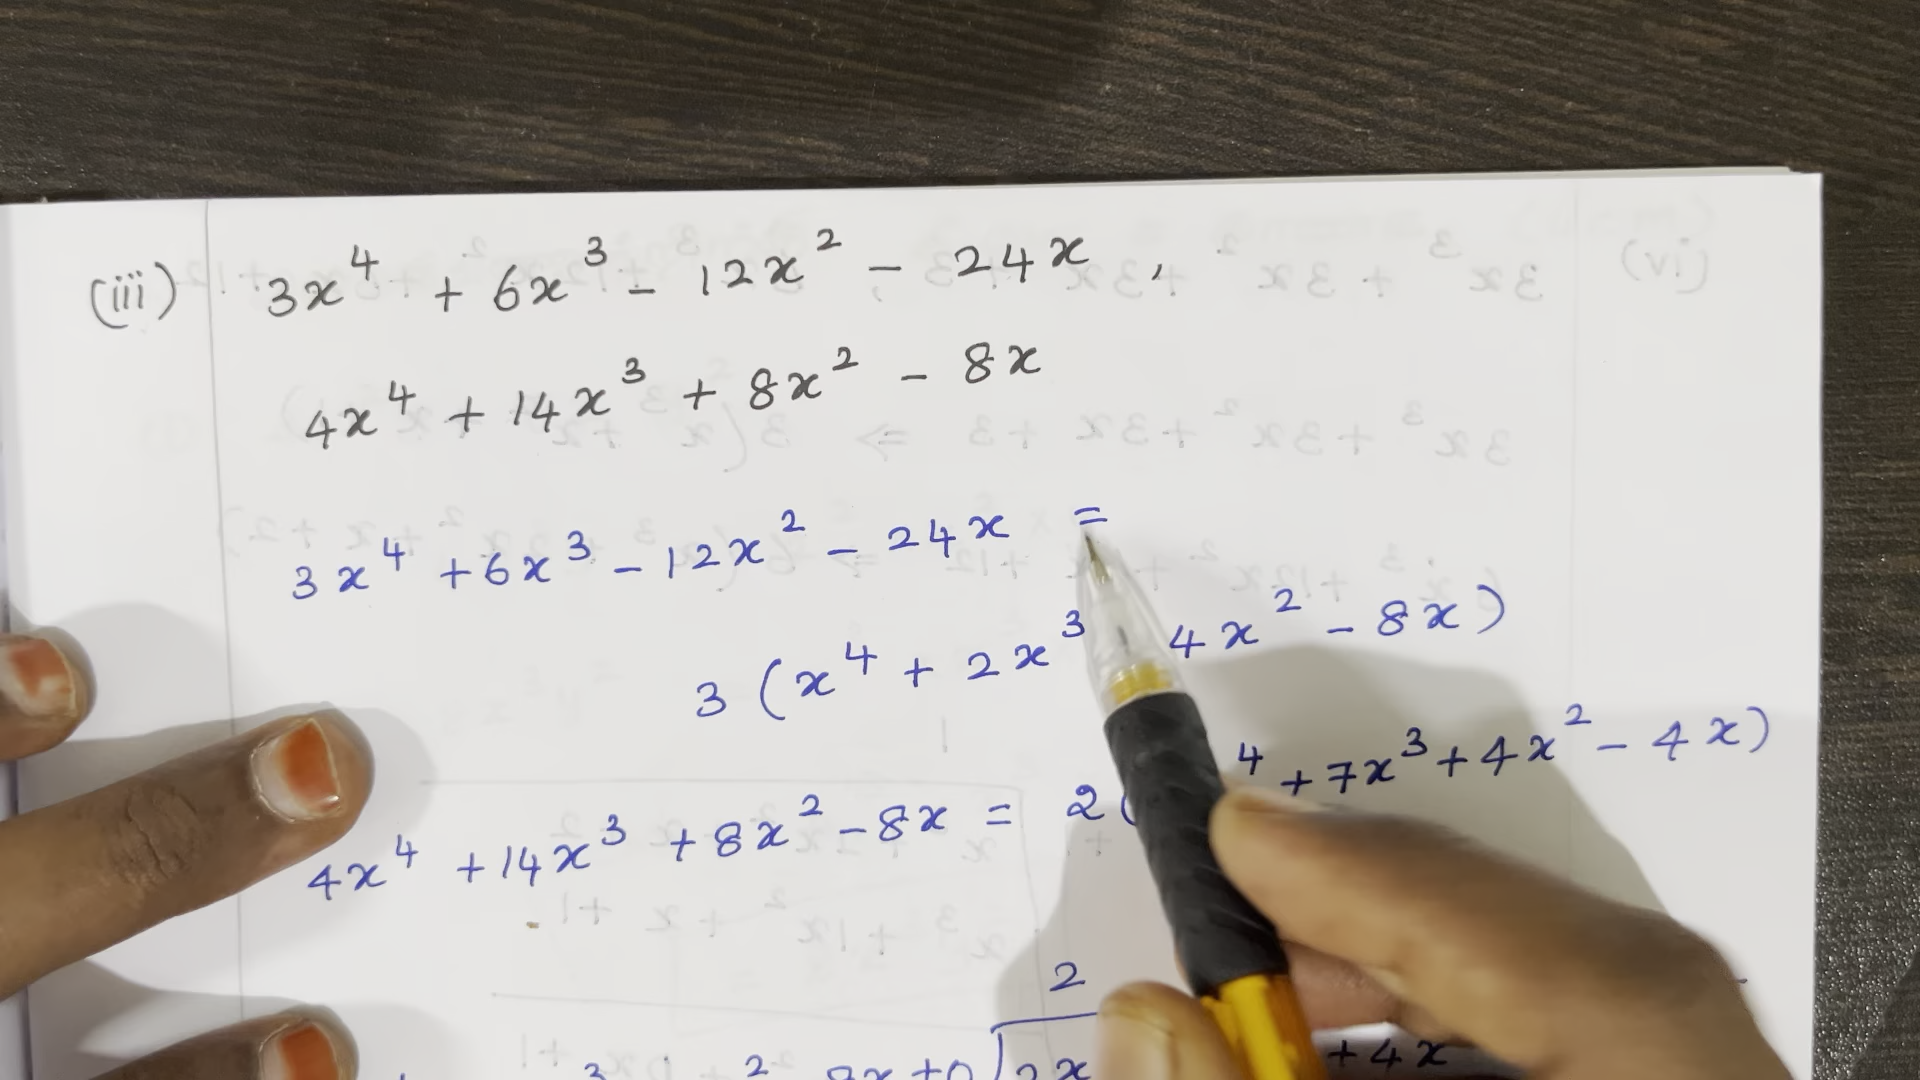 (iii) 3x⁴ + 6x³ - 12x² - 24x ,
4x⁴ + 14x³ + 8x² - 8x
3x⁴ + 6x³ - 12x² - 24x =
3 (x⁴ + 2x³ 4x² - 8x)
4x⁴ + 14x³ + 8x² - 8x = 2 ( ⁴ + 7x³ + 4x² - 4x)
2
+ 4x